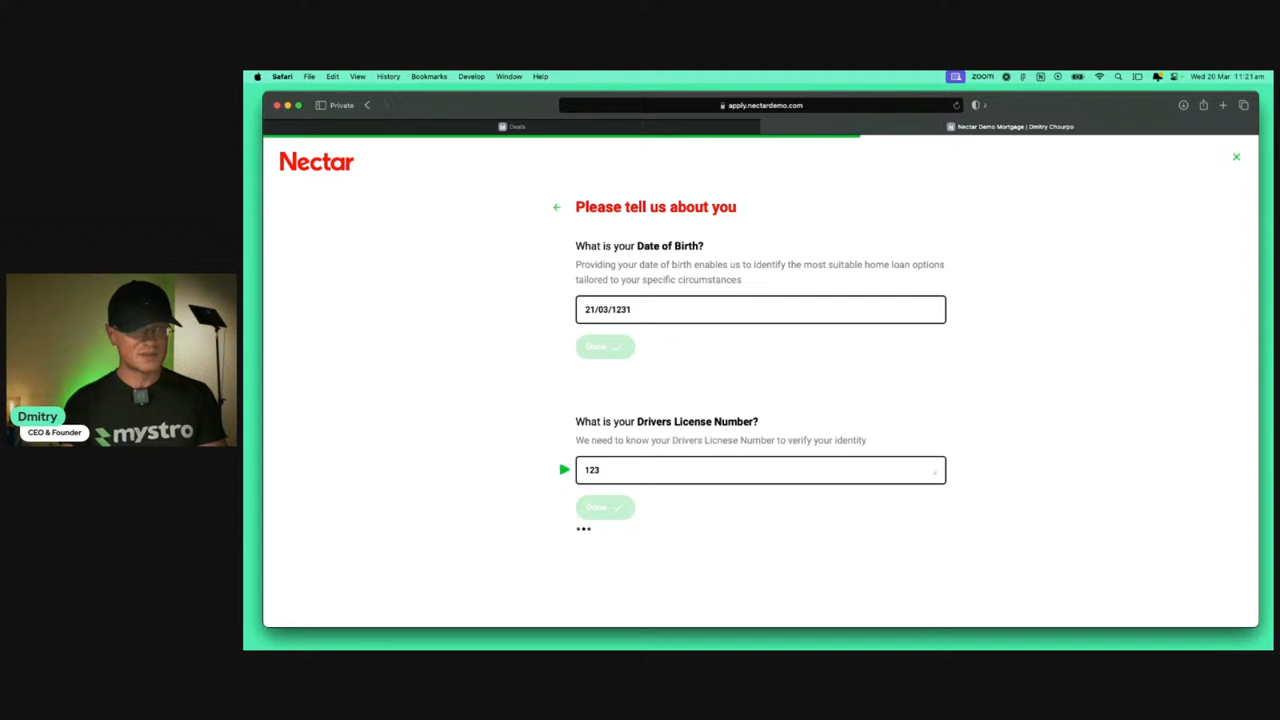 Safari File Edit View History Bookmarks Develop Window Help
zoom
Wed 20 Mar 11:21am
Private
apply.nectardemo.com
Deals
Nectar Demo Mortgage | Dmitry Chourpo
Nectar
Please tell us about you
What is your Date of Birth?
Providing your date of birth enables us to identify the most suitable home loan options
tailored to your specific circumstances
21/03/1231
Done
What is your Drivers License Number?
We need to know your Drivers Licnese Number to verify your identity
123
Done
Dmitry
CEO & Founder
mystro